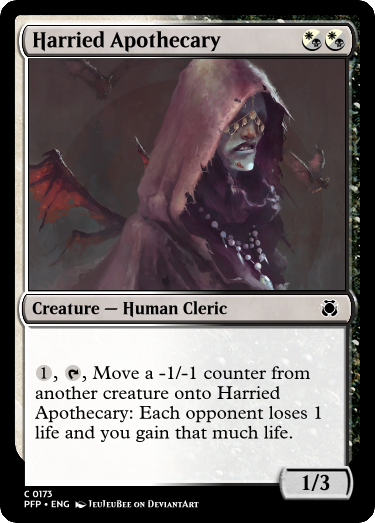 Harried Apothecary
Creature — Human Cleric
1, T, Move a -1/-1 counter from
another creature onto Harried
Apothecary: Each opponent loses 1
life and you gain that much life.
1/3
C 0173
PFP • ENG JeuJeuBee on DeviantArt